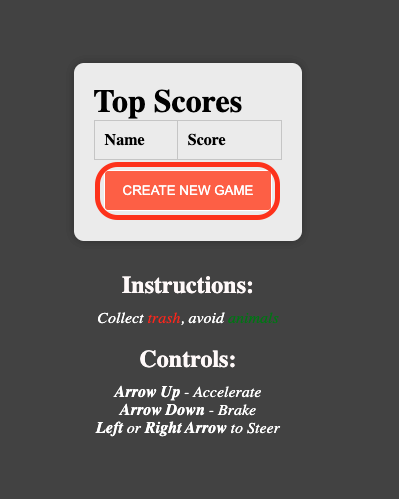 Top Scores
Name Score
CREATE NEW GAME
Instructions:
Collect trash, avoid animals
Controls:
Arrow Up - Accelerate
Arrow Down - Brake
Left or Right Arrow to Steer